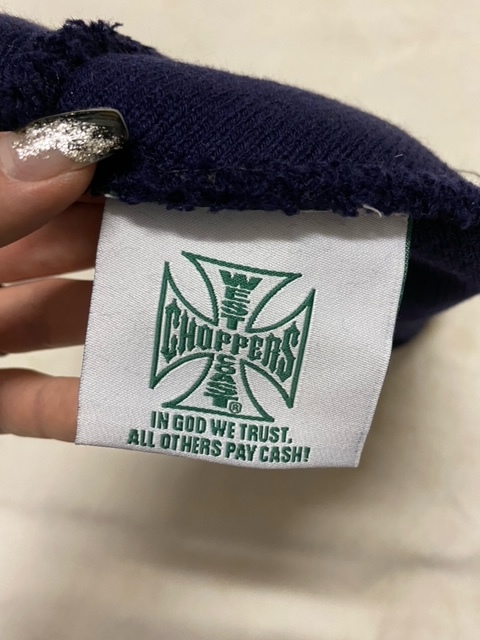 WEST
CHOPPERS
COAST
®
IN GOD WE TRUST,
ALL OTHERS PAY CASH!